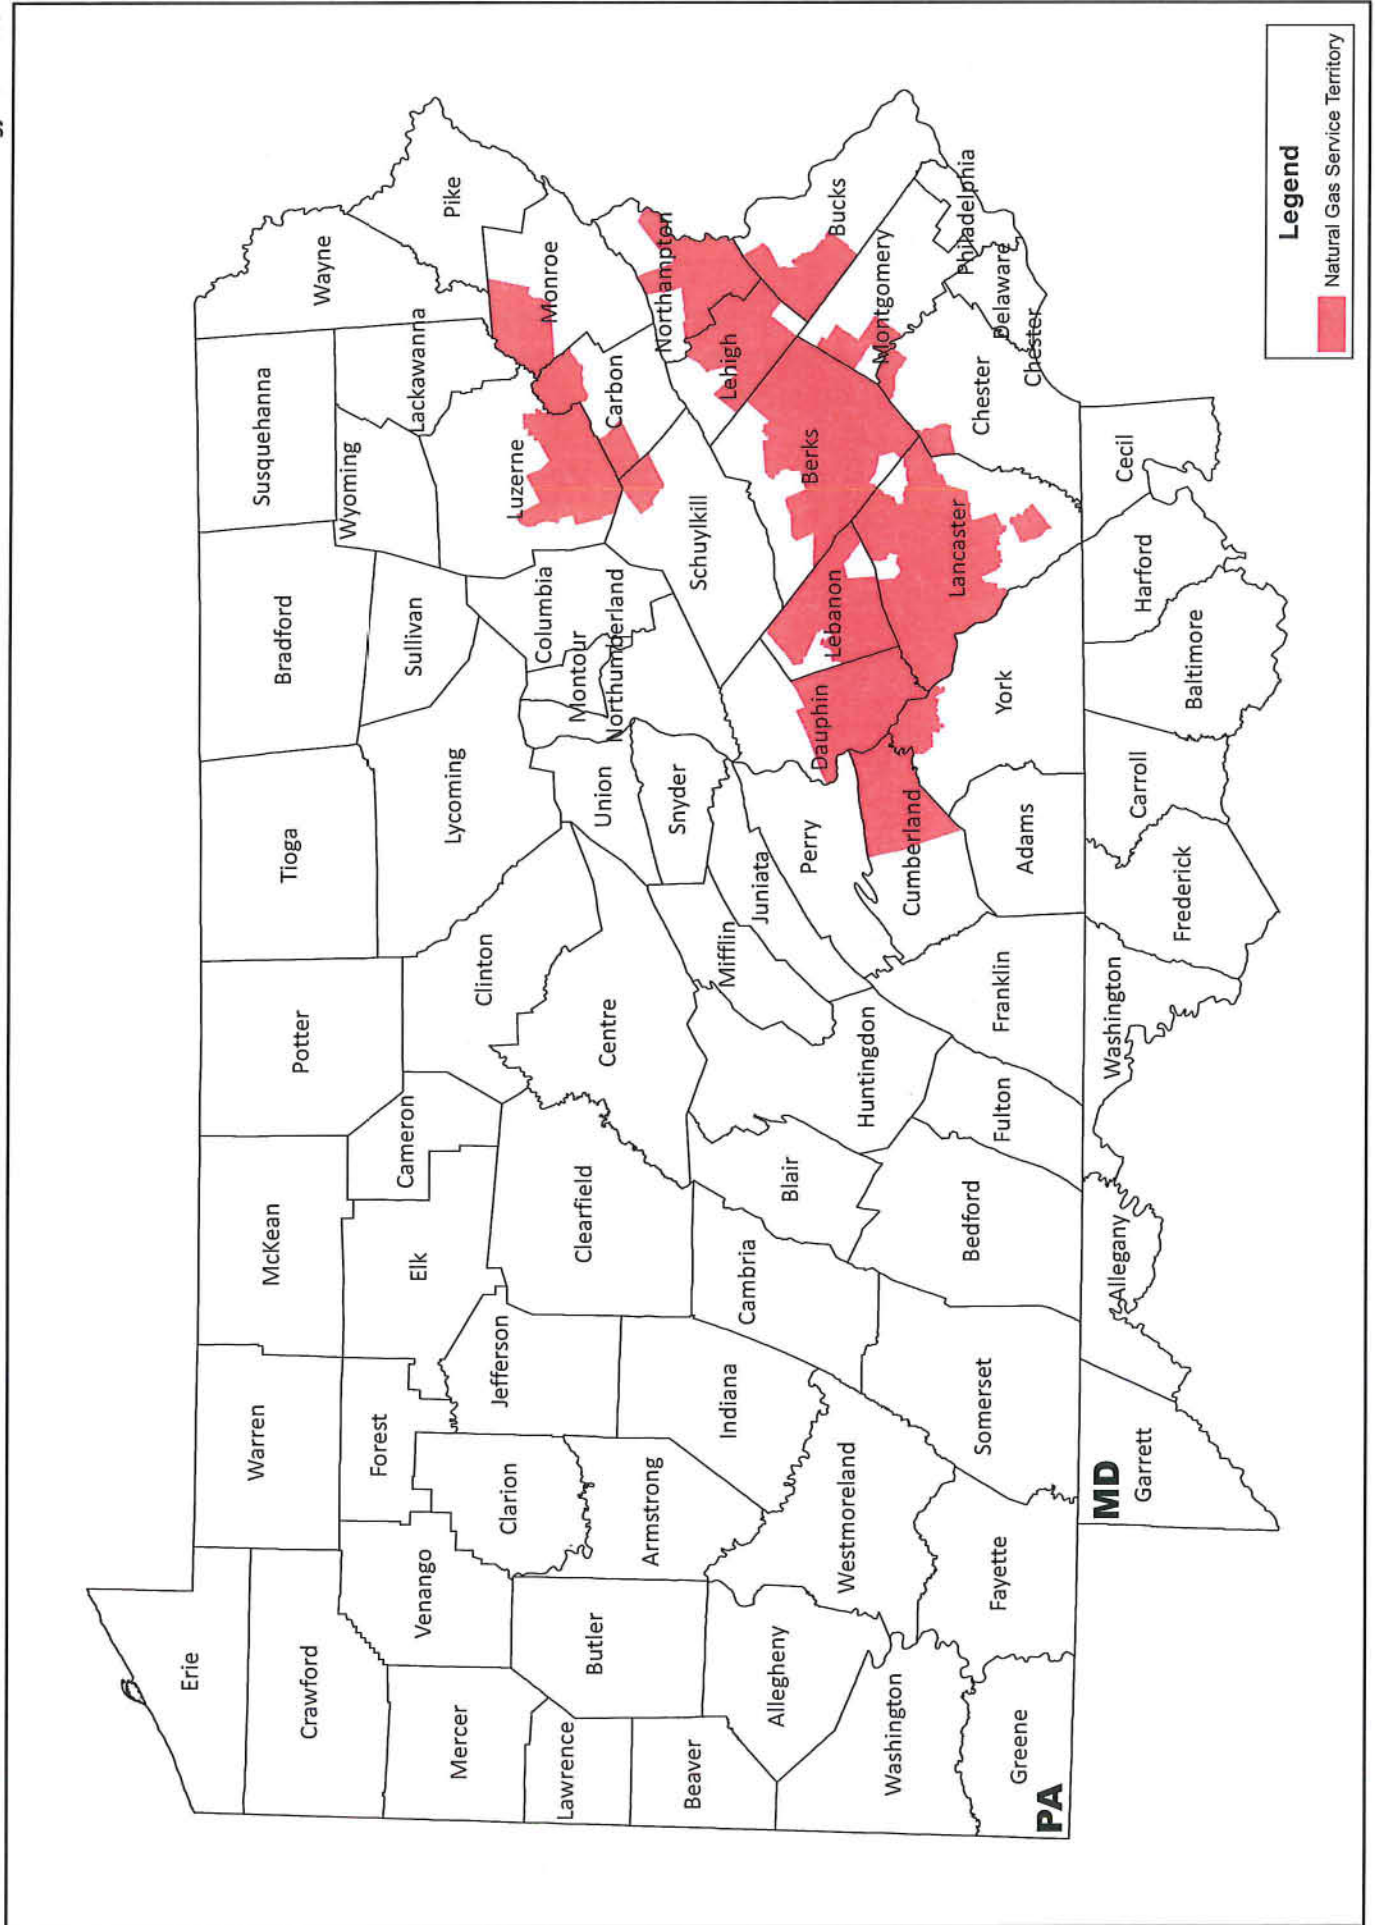 Erie
Crawford
Warren
McKean
Potter
Tioga
Bradford
Susquehanna
Wayne
Pike
Wyoming
Lackawanna
Sullivan
Lycoming
Clinton
Cameron
Elk
Forest
Venango
Mercer
Clarion
Jefferson
Clearfield
Centre
Union
Montour
Columbia
Northumberland
Luzerne
Monroe
Carbon
Schuylkill
Northampton
Lehigh
Bucks
Lawrence
Butler
Beaver
Armstrong
Indiana
Cambria
Blair
Huntingdon
Mifflin
Juniata
Snyder
Perry
Dauphin
Lebanon
Berks
Montgomery
Philadelphia
Delaware
Chester
Chester
Lancaster
York
Cumberland
Adams
Franklin
Fulton
Bedford
Somerset
Westmoreland
Allegheny
Washington
Fayette
Greene
PA
MD
Garrett
Allegany
Washington
Frederick
Carroll
Baltimore
Harford
Cecil
Legend
Natural Gas Service Territory